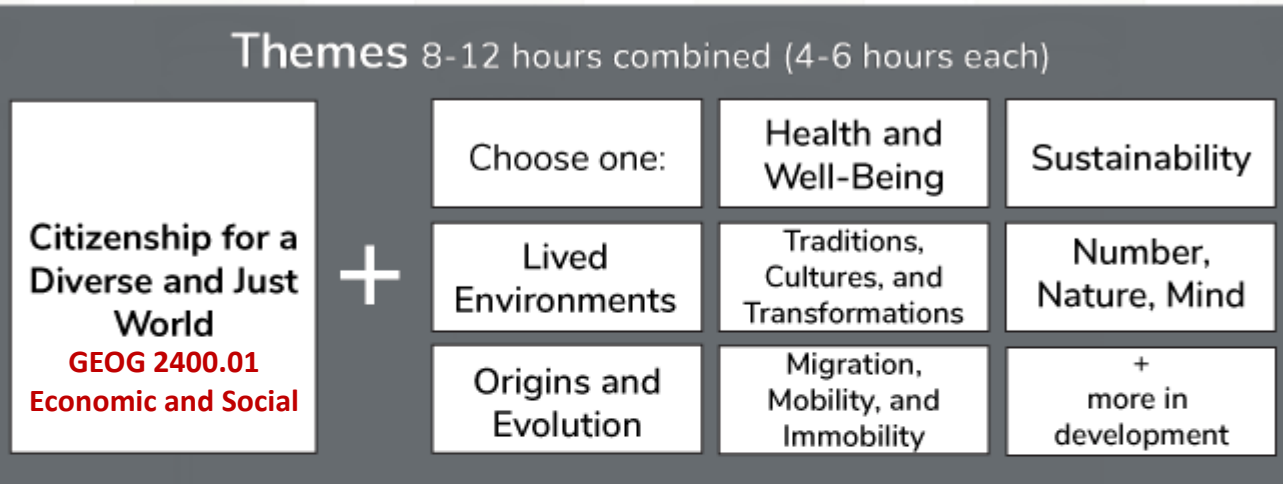 Themes 8-12 hours combined (4-6 hours each)
Citizenship for a
Diverse and Just
World
GEOG 2400.01
Economic and Social
+
Choose one:
Health and
Well-Being
Sustainability
Lived
Environments
Traditions,
Cultures, and
Transformations
Number,
Nature, Mind
Origins and
Evolution
Migration,
Mobility, and
Immobility
+
more in
development